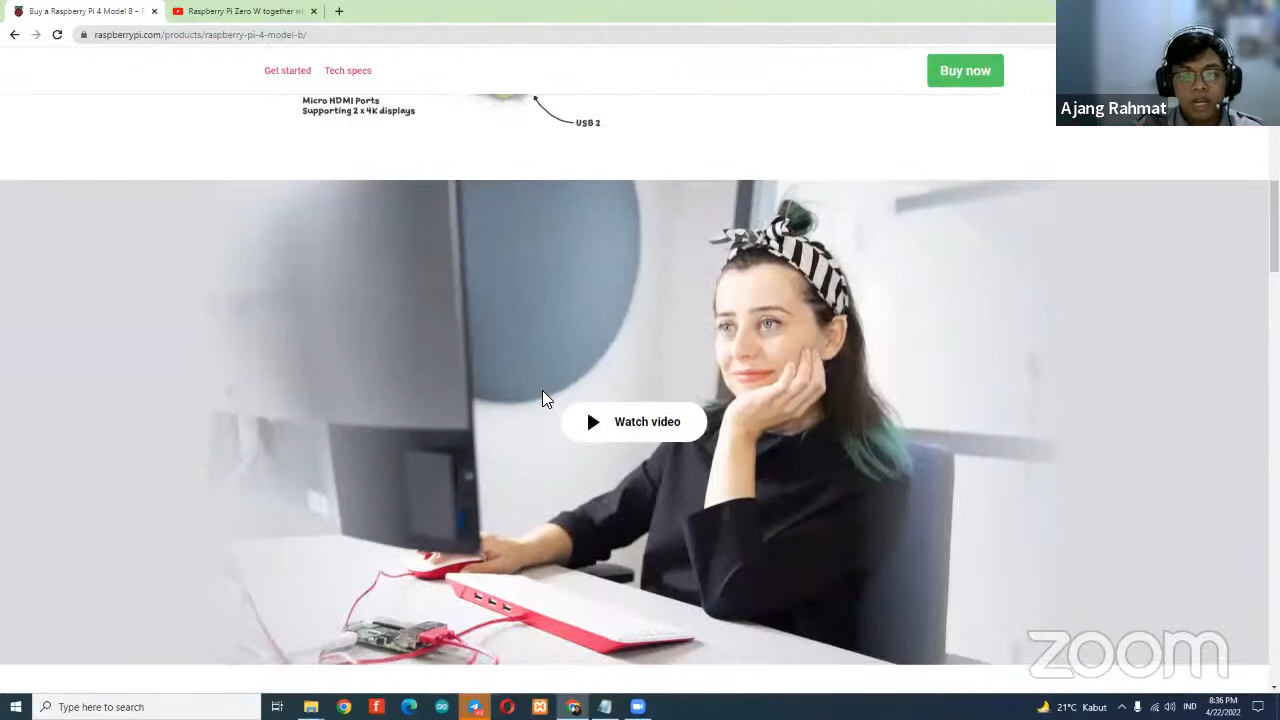 Buy a Raspberry Pi 4 Model B – F
Raspberry Pi Zero W together wi
raspberrypi.com/products/raspberry-pi-4-model-b/
Get started
Tech specs
Buy now
Ajang Rahmat
Micro HDMI Ports
Supporting 2 x 4K displays
USB 2
Watch video
zoom
Type here to search
21°C Kabut
IND
8:36 PM
4/22/2022